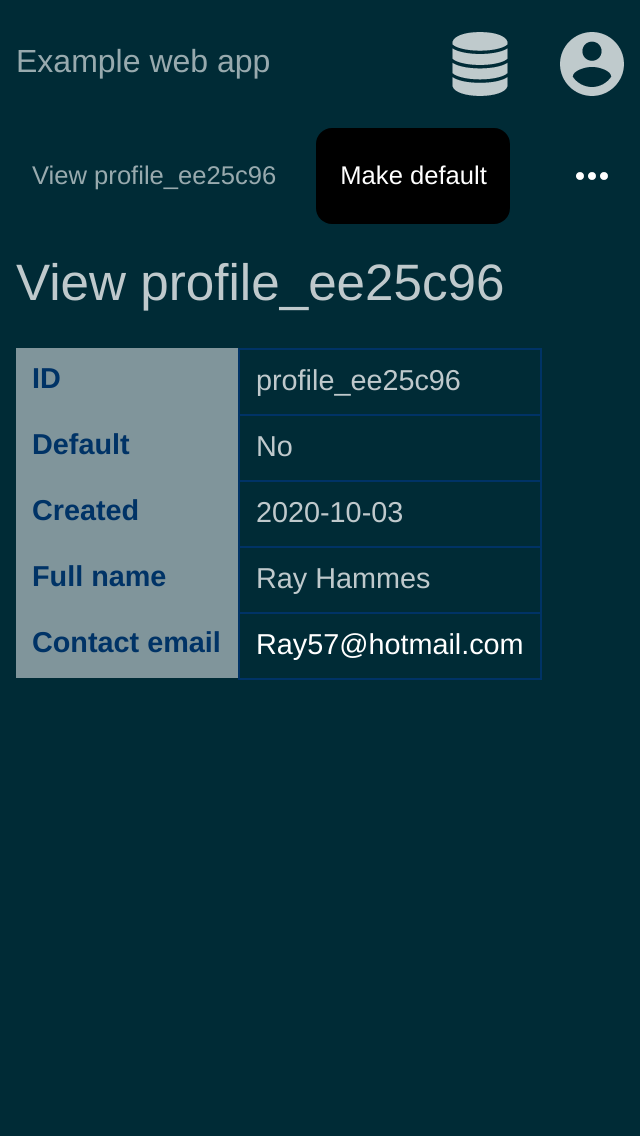 Example web app
View profile_ee25c96 Make default
View profile_ee25c96
ID profile_ee25c96
Default No
Created 2020-10-03
Full name Ray Hammes
Contact email Ray57@hotmail.com